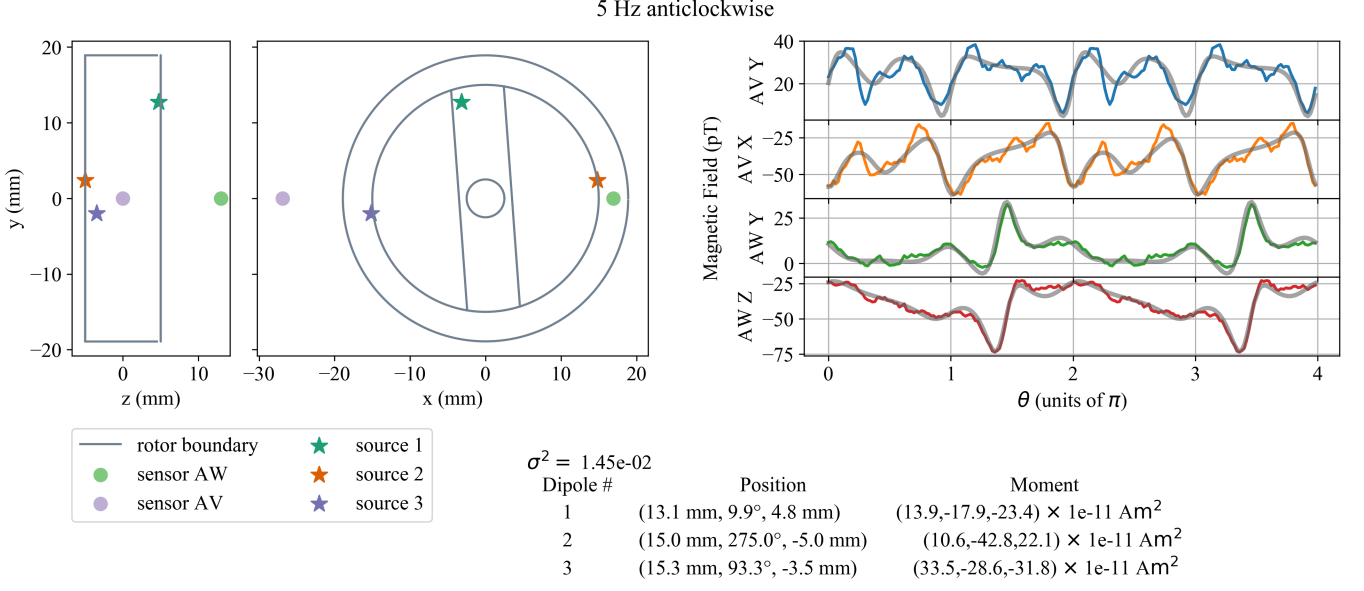 5 Hz anticlockwise
20
10
0
−10
−20
y (mm)
0
10
z (mm)
−30
−20
−10
0
10
20
x (mm)
rotor boundary
sensor AW
sensor AV
source 1
source 2
source 3
Magnetic Field (pT)
AV Y
40
20
AV X
−25
−50
AW Y
25
0
AW Z
−25
−50
−75
0
1
2
3
4
θ (units of π)
σ² = 1.45e-02
Dipole # Position Moment
1 (13.1 mm, 9.9°, 4.8 mm) (13.9,-17.9,-23.4) × 1e-11 Am²
2 (15.0 mm, 275.0°, -5.0 mm) (10.6,-42.8,22.1) × 1e-11 Am²
3 (15.3 mm, 93.3°, -3.5 mm) (33.5,-28.6,-31.8) × 1e-11 Am²